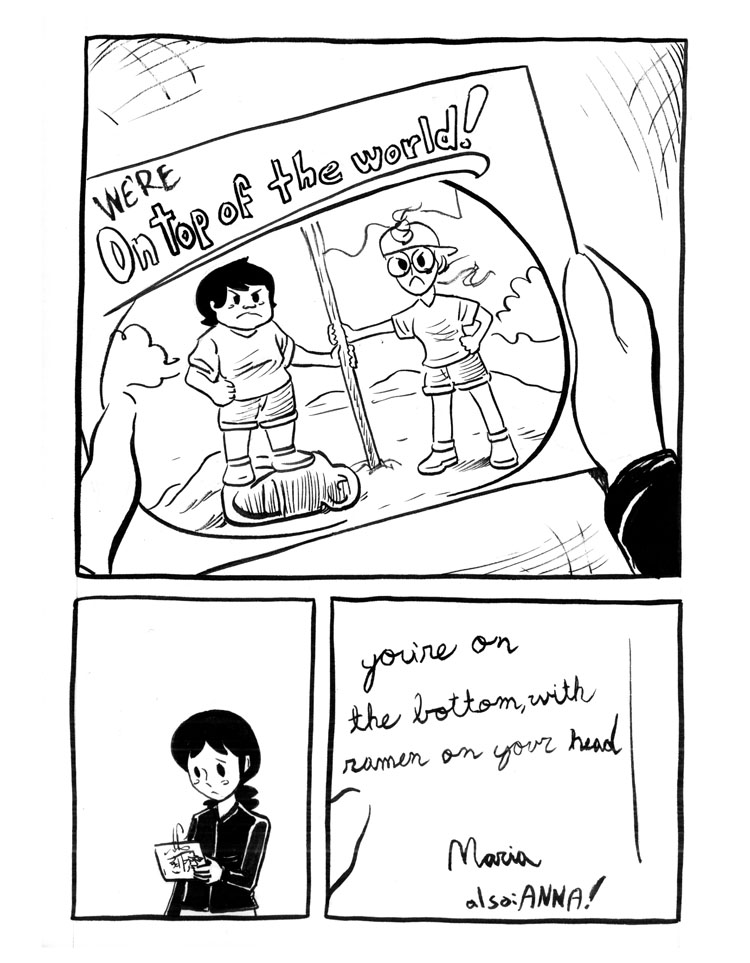 WE'RE
On top of the world!
you're on
the bottom, with
ramen on your head
Maria
also: ANNA!